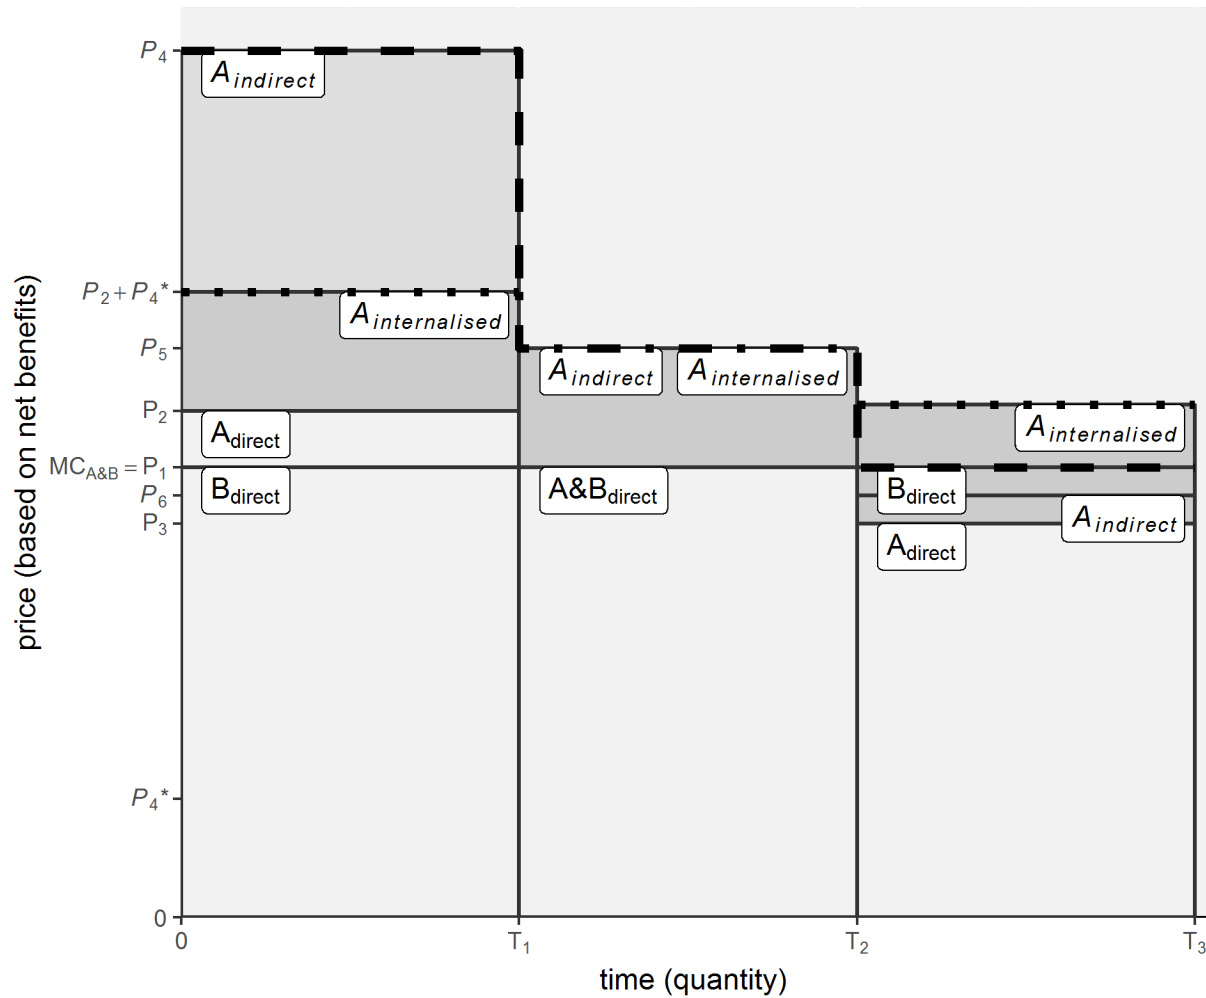 P₄
A indirect
P₂ + P₄*
A internalised
P₅
A indirect
A internalised
P₂
A direct
A internalised
MC A&B = P₁
B direct
A&B direct
B direct
P₆
A indirect
P₃
A direct
P₄*
0
0
T₁
T₂
T₃
time (quantity)
price (based on net benefits)